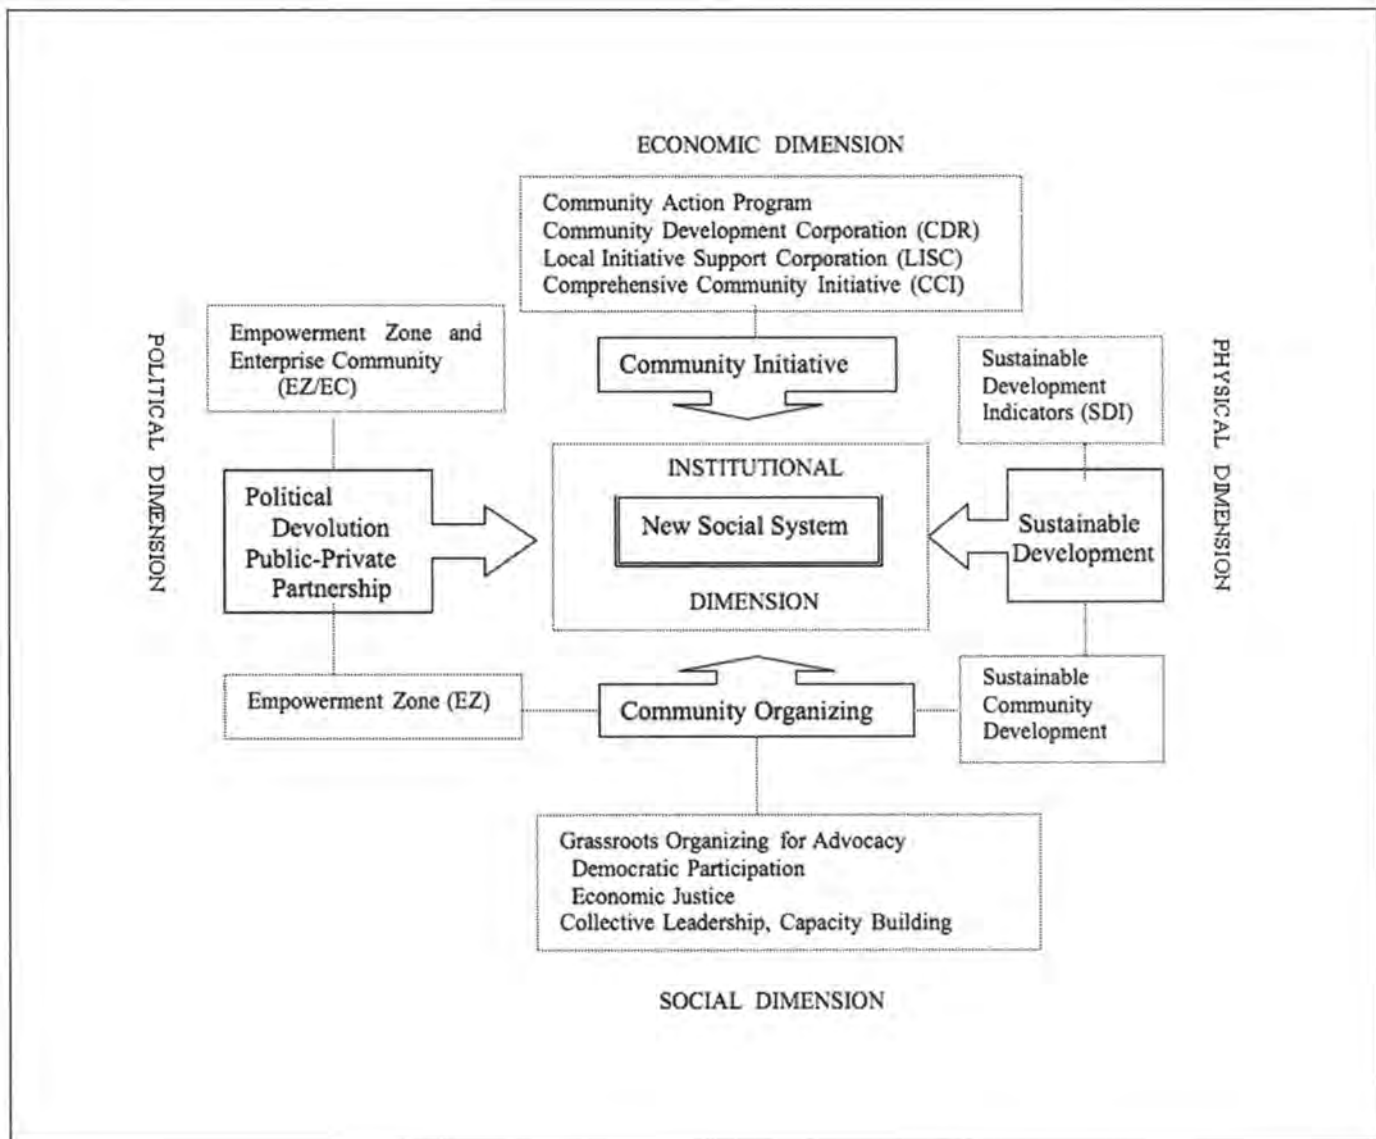 ECONOMIC DIMENSION
Community Action Program
Community Development Corporation (CDR)
Local Initiative Support Corporation (LISC)
Comprehensive Community Initiative (CCI)
POLITICAL DIMENSION
Empowerment Zone and
Enterprise Community
(EZ/EC)
Community Initiative
Sustainable
Development
Indicators (SDI)
PHYSICAL DIMENSION
Political
Devolution
Public-Private
Partnership
INSTITUTIONAL
New Social System
DIMENSION
Sustainable
Development
Empowerment Zone (EZ)
Community Organizing
Sustainable
Community
Development
Grassroots Organizing for Advocacy
Democratic Participation
Economic Justice
Collective Leadership, Capacity Building
SOCIAL DIMENSION